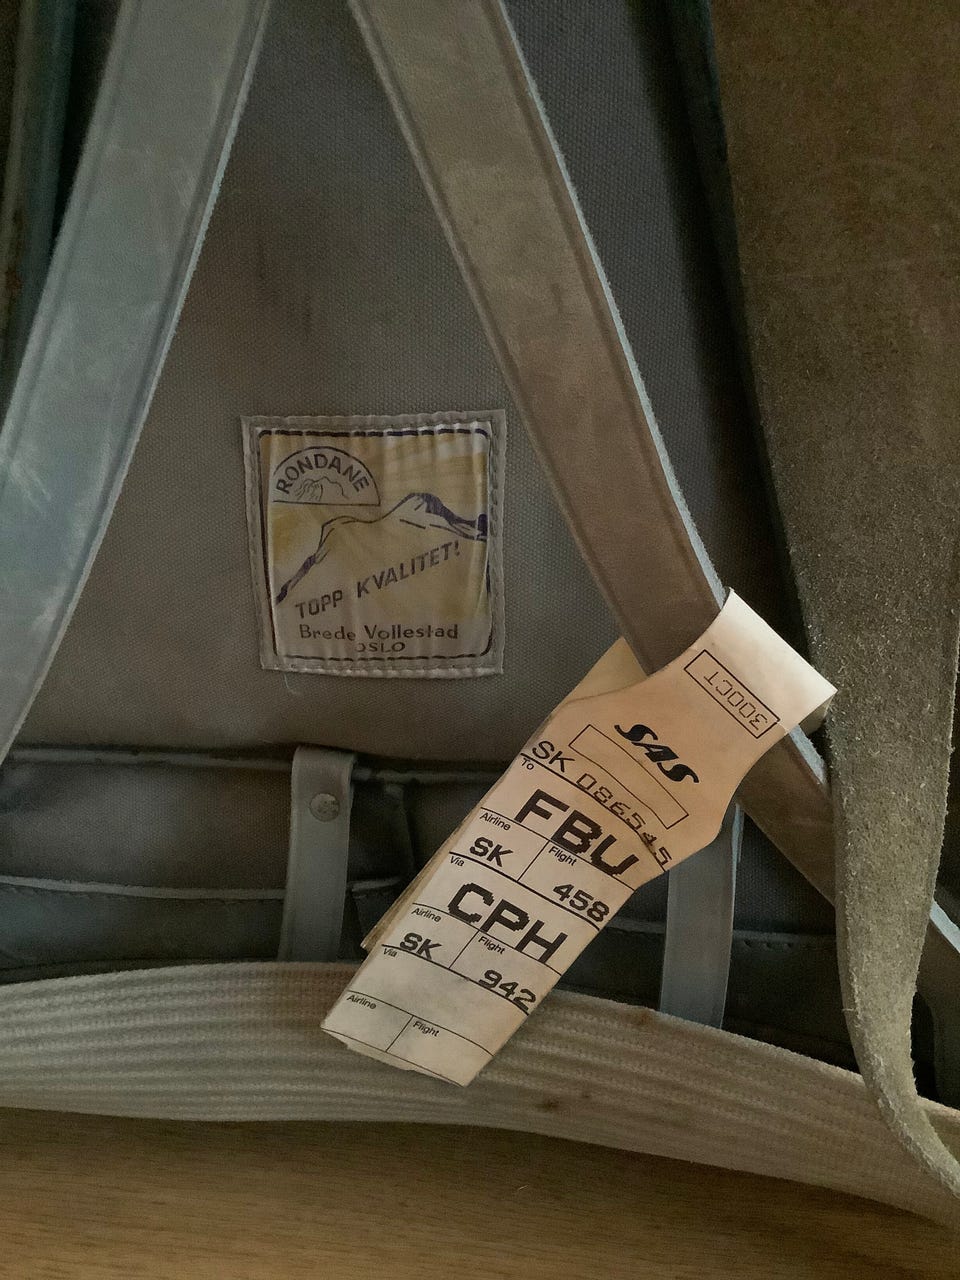 RONDANE
TOPP KVALITET!
Brede Vollestad
OSLO
30OCT
SAS
SK 086545
To
FBU
Airline
Flight
SK
458
Via
CPH
Airline
Flight
SK
942
Via
Airline
Flight